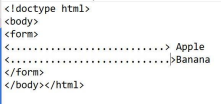 <!doctype html>
<body>
<form>
<............................> Apple
<.............................>Banana
</form>
</body></html>